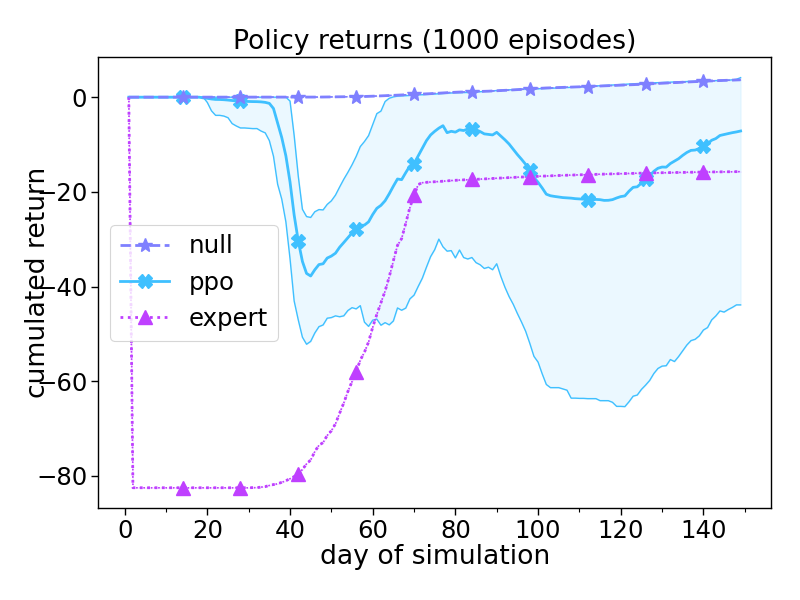 Policy returns (1000 episodes)
cumulated return
0
−20
−40
−60
−80
null
ppo
expert
0 20 40 60 80 100 120 140
day of simulation